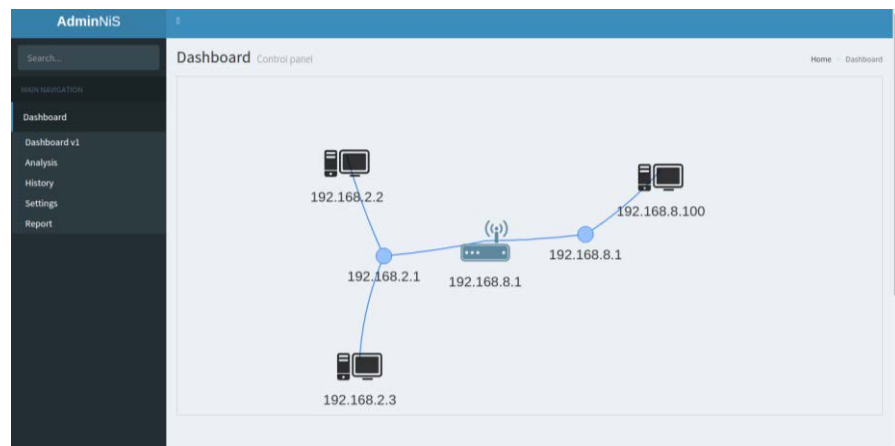 AdminNiS
Search...
MAIN NAVIGATION
Dashboard
Dashboard v1
Analysis
History
Settings
Report
Dashboard Control panel
Home
Dashboard
192.168.2.2
192.168.8.100
192.168.2.1
192.168.8.1
192.168.8.1
192.168.2.3